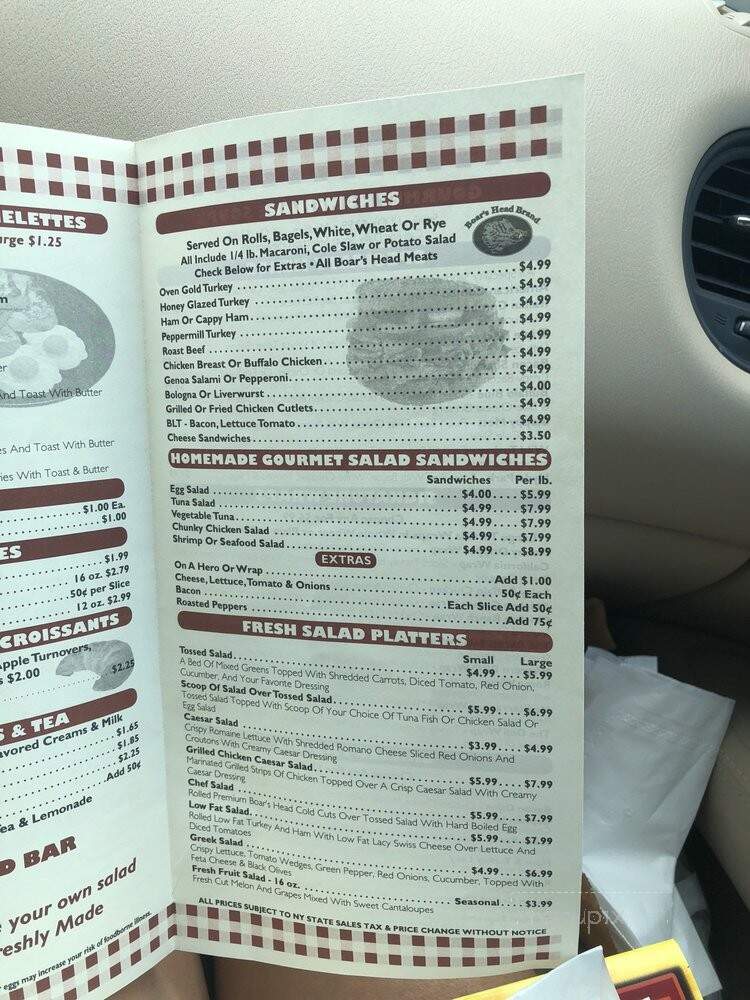 ELETTES
arge $1.25
m
er
And Toast With Butter
es And Toast With Butter
ries With Toast & Butter
$1.00 Ea.
$1.00
ES
$1.99
16 oz. $2.79
50¢ per Slice
12 oz. $2.99
CROISSANTS
Apple Turnovers,
s $2.00
$2.25
S & TEA
avored Creams & Milk
$1.65
$1.85
$2.25
Add 50¢
Tea & Lemonade
D BAR
e your own salad
reshly Made
eggs may increase your risk of foodborne illness.
SANDWICHES
Served On Rolls, Bagels, White, Wheat Or Rye
All Include 1/4 lb. Macaroni, Cole Slaw or Potato Salad
Check Below for Extras • All Boar's Head Meats
Boar's Head Brand
Oven Gold Turkey $4.99
Honey Glazed Turkey $4.99
Ham Or Cappy Ham $4.99
Peppermill Turkey $4.99
Roast Beef $4.99
Chicken Breast Or Buffalo Chicken $4.99
Genoa Salami Or Pepperoni $4.99
Bologna Or Liverwurst $4.00
Grilled Or Fried Chicken Cutlets $4.99
BLT - Bacon, Lettuce Tomato $4.99
Cheese Sandwiches $3.50
HOMEMADE GOURMET SALAD SANDWICHES
Sandwiches Per lb.
Egg Salad $4.00 $5.99
Tuna Salad $4.99 $7.99
Vegetable Tuna $4.99 $7.99
Chunky Chicken Salad $4.99 $7.99
Shrimp Or Seafood Salad $4.99 $8.99
EXTRAS
On A Hero Or Wrap Add $1.00
Cheese, Lettuce, Tomato & Onions 50¢ Each
Bacon Each Slice Add 50¢
Roasted Peppers Add 75¢
FRESH SALAD PLATTERS
Small Large
Tossed Salad $4.99 $5.99
A Bed Of Mixed Greens Topped With Shredded Carrots, Diced Tomato, Red Onion,
Cucumber, And Your Favorite Dressing
Scoop Of Salad Over Tossed Salad $5.99 $6.99
Tossed Salad Topped With Scoop Of Your Choice Of Tuna Fish Or Chicken Salad Or
Egg Salad
Caesar Salad $3.99 $4.99
Crispy Romaine Lettuce With Shredded Romano Cheese Sliced Red Onions And
Croutons With Creamy Caesar Dressing
Grilled Chicken Caesar Salad $5.99 $7.99
Marinated Grilled Strips Of Chicken Topped Over A Crisp Caesar Salad With Creamy
Caesar Dressing
Chef Salad $5.99 $7.99
Rolled Premium Boar's Head Cold Cuts Over Tossed Salad With Hard Boiled Egg
Low Fat Salad $5.99 $7.99
Rolled Low Fat Turkey And Ham With Low Fat Lacy Swiss Cheese Over Lettuce And
Diced Tomatoes
Greek Salad $4.99 $6.99
Crispy Lettuce, Tomato Wedges, Green Pepper, Red Onions, Cucumber, Topped With
Feta Cheese & Black Olives
Fresh Fruit Salad - 16 oz. Seasonal $3.99
Fresh Cut Melon And Grapes Mixed With Sweet Cantaloupes
ALL PRICES SUBJECT TO NY STATE SALES TAX & PRICE CHANGE WITHOUT NOTICE